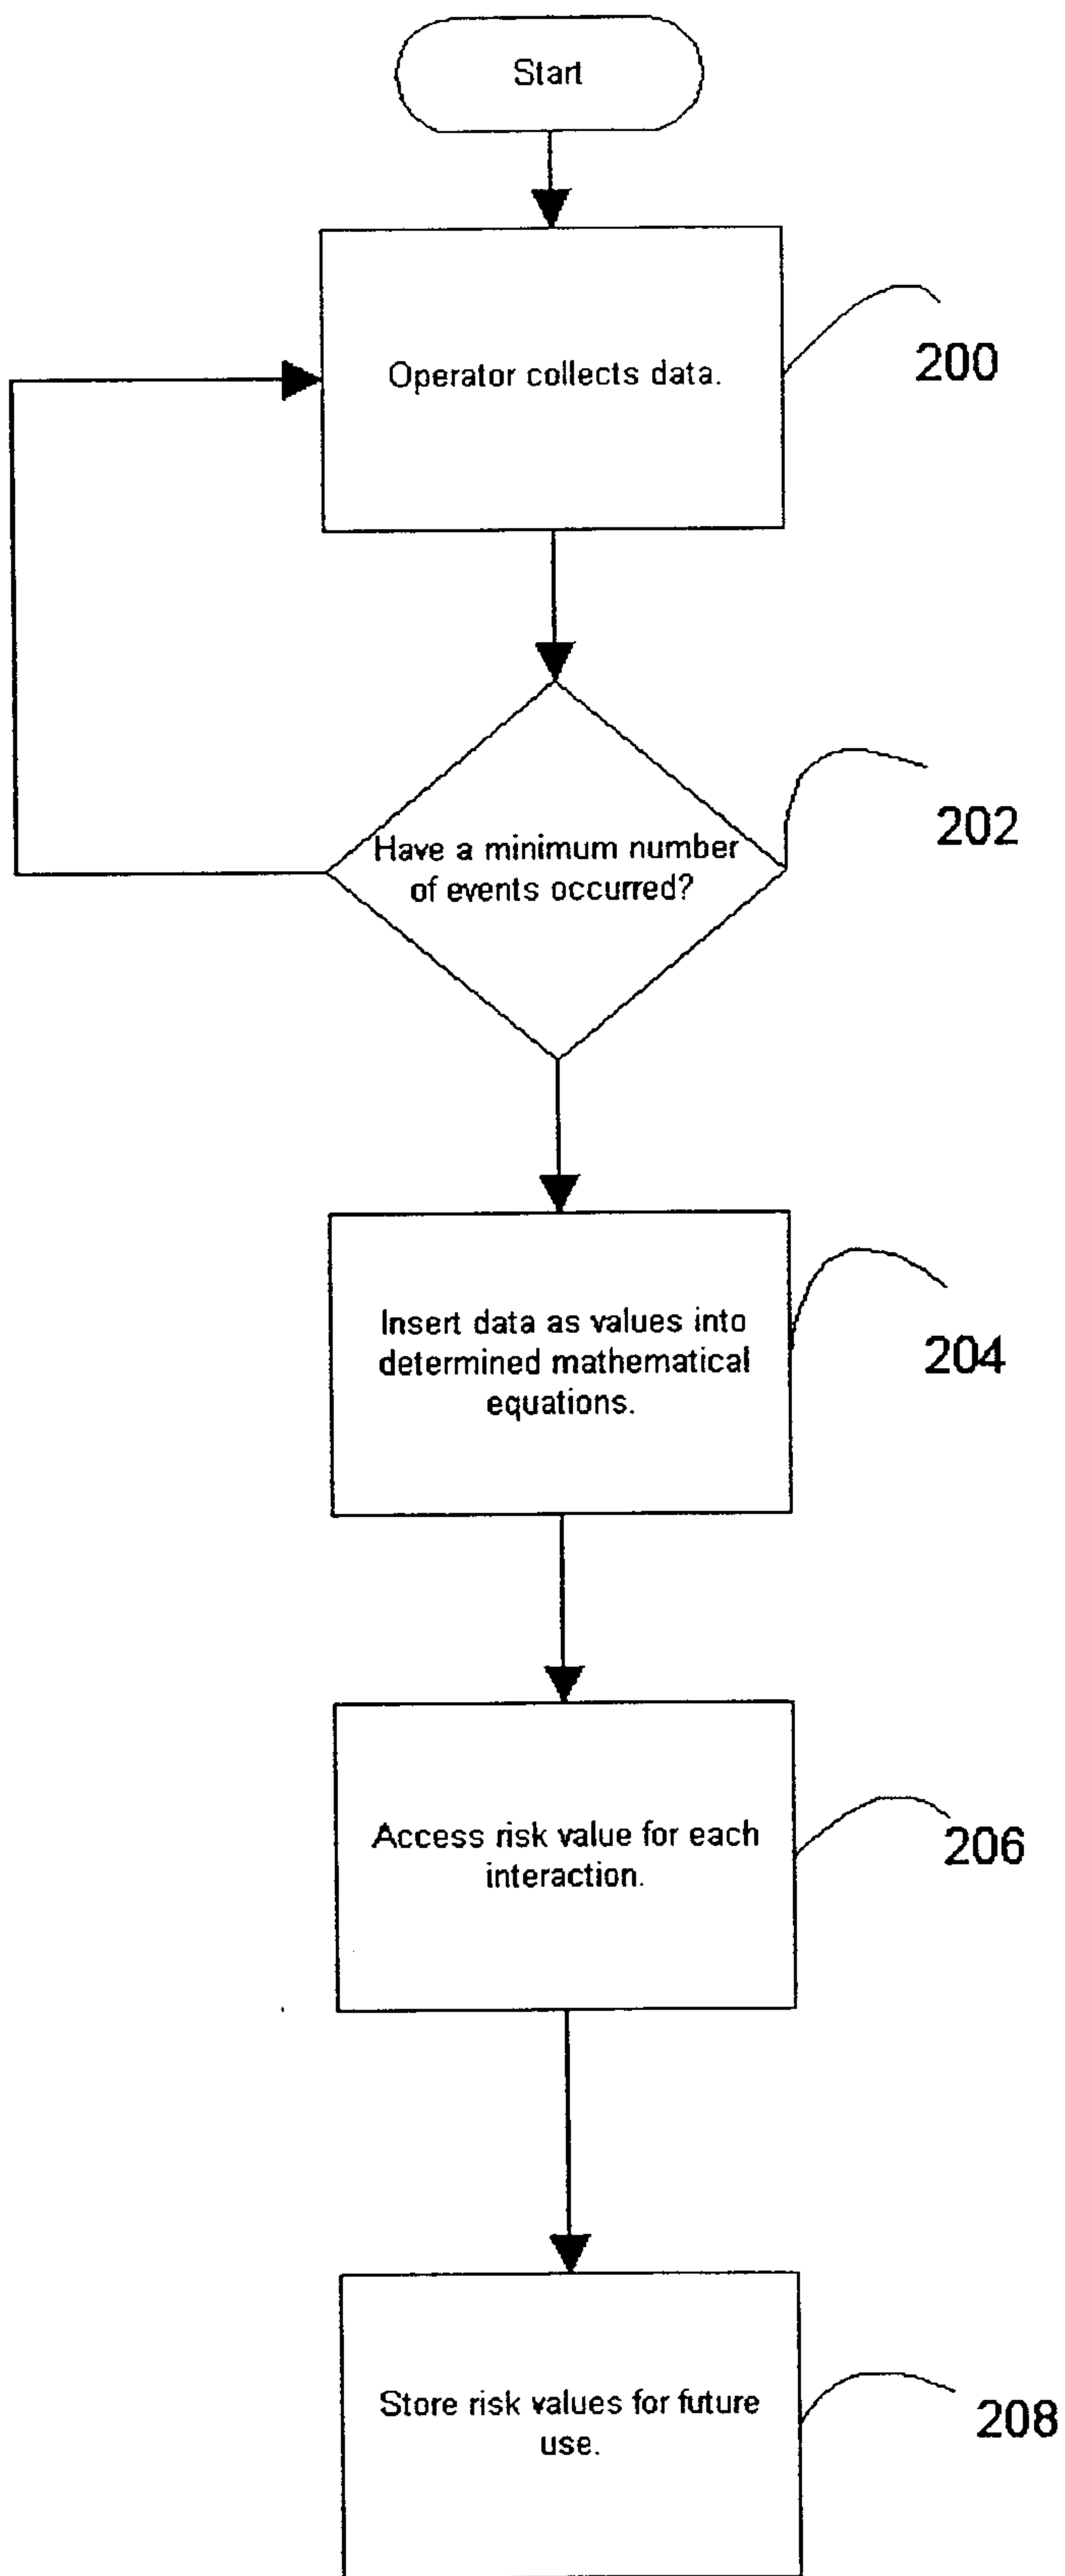 Start
Operator collects data.
200
Have a minimum number
of events occurred?
202
Insert data as values into
determined mathematical
equations.
204
Access risk value for each
interaction.
206
Store risk values for future
use.
208